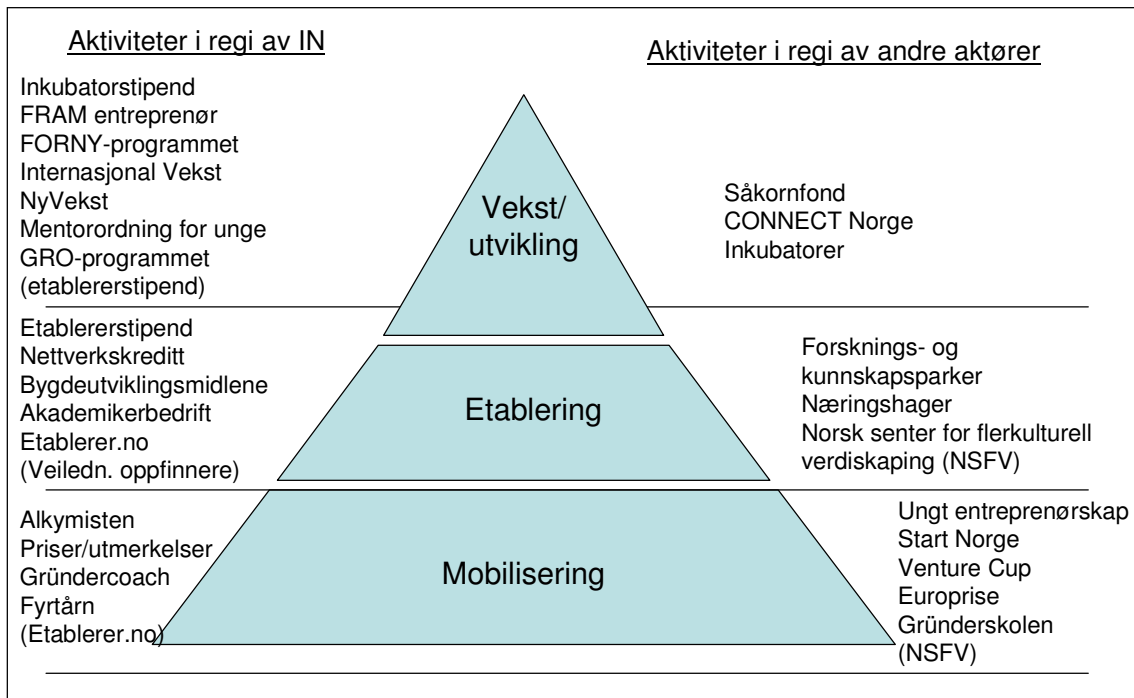 Aktiviteter i regi av IN
Aktiviteter i regi av andre aktører
Inkubatorstipend
FRAM entreprenør
FORNY-programmet
Internasjonal Vekst
NyVekst
Mentorordning for unge
GRO-programmet
(etablererstipend)
Vekst/
utvikling
Såkornfond
CONNECT Norge
Inkubatorer
Etablererstipend
Nettverkskreditt
Bygdeutviklingsmidlene
Akademikerbedrift
Etablerer.no
(Veiledn. oppfinnere)
Etablering
Forsknings- og
kunnskapsparker
Næringshager
Norsk senter for flerkulturell
verdiskaping (NSFV)
Alkymisten
Priser/utmerkelser
Gründercoach
Fyrtårn
(Etablerer.no)
Mobilisering
Ungt entreprenørskap
Start Norge
Venture Cup
Europrise
Gründerskolen
(NSFV)